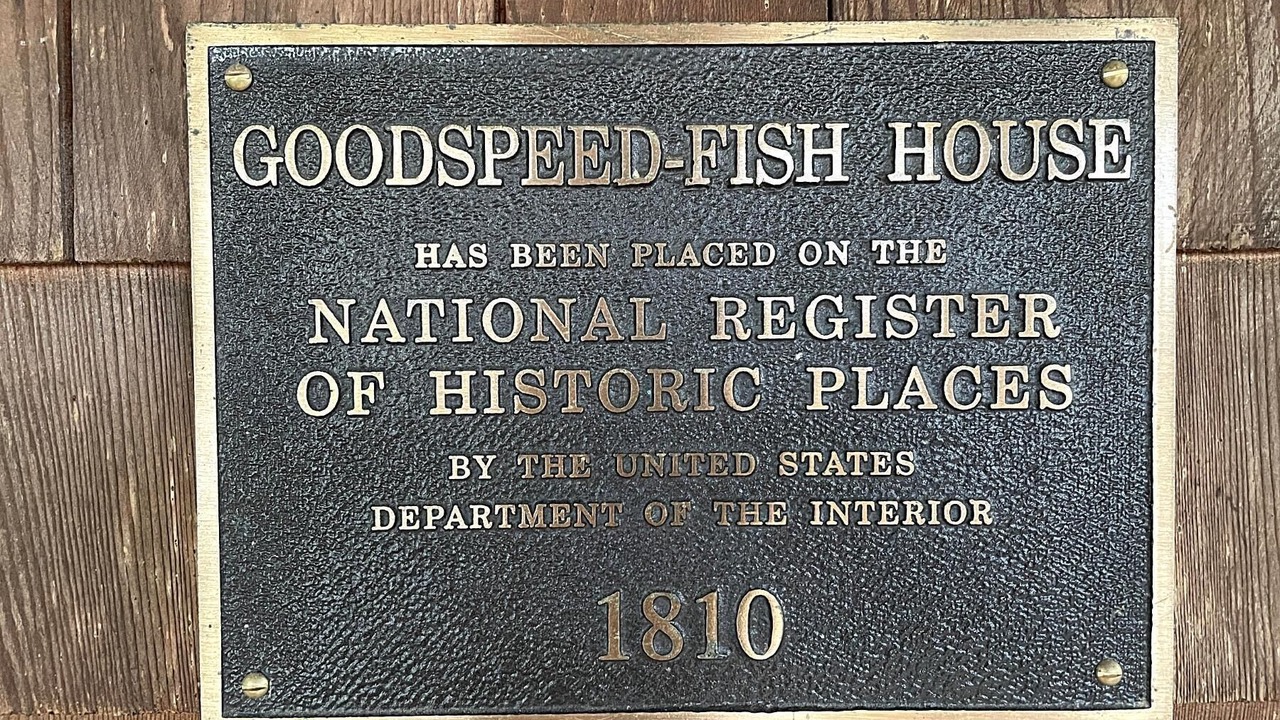 GOODSPEED-FISH HOUSE
HAS BEEN PLACED ON THE
NATIONAL REGISTER
OF HISTORIC PLACES
BY THE UNITED STATES
DEPARTMENT OF THE INTERIOR
1810